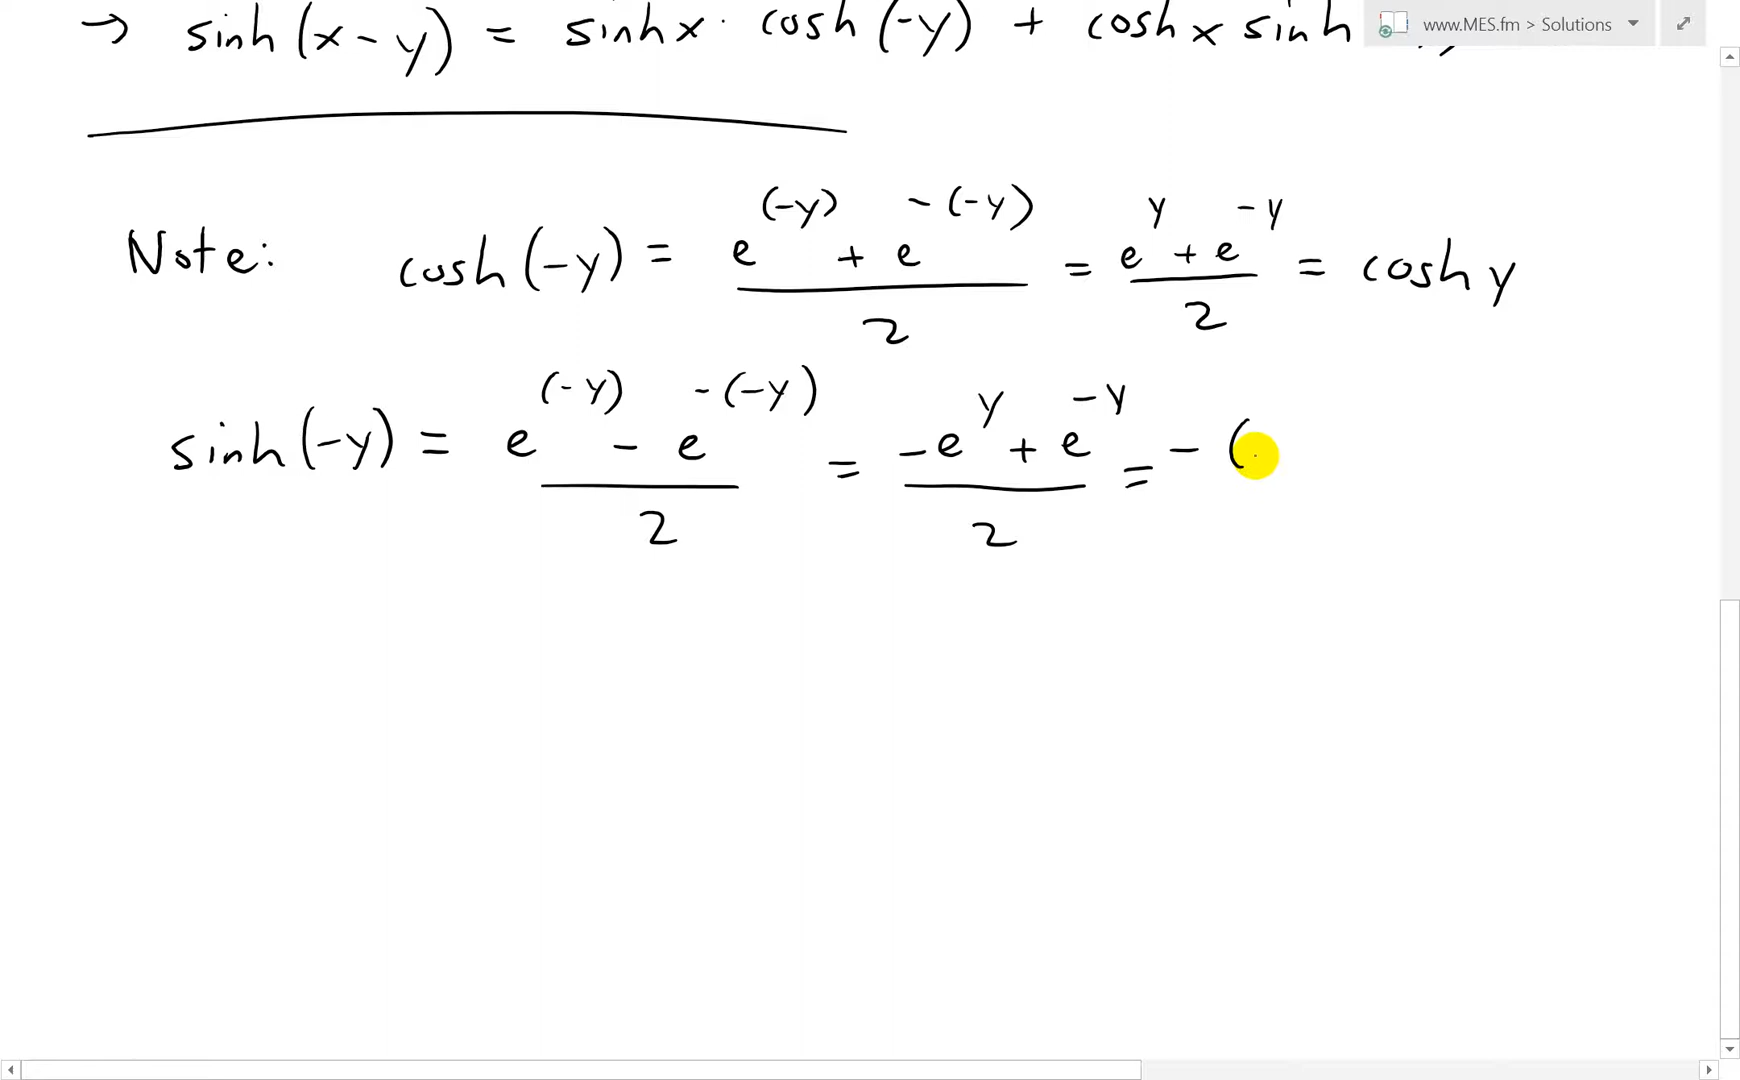 → sinh(x-y) = sinhx · cosh(-y) + coshx sinh
www.MES.fm > Solutions
Note: cosh(-y) = e^(-y) + e^-(-y) / 2 = e^y + e^-y / 2 = cosh y
sinh(-y) = e^(-y) - e^-(-y) / 2 = -e^y + e^-y / 2 = - (